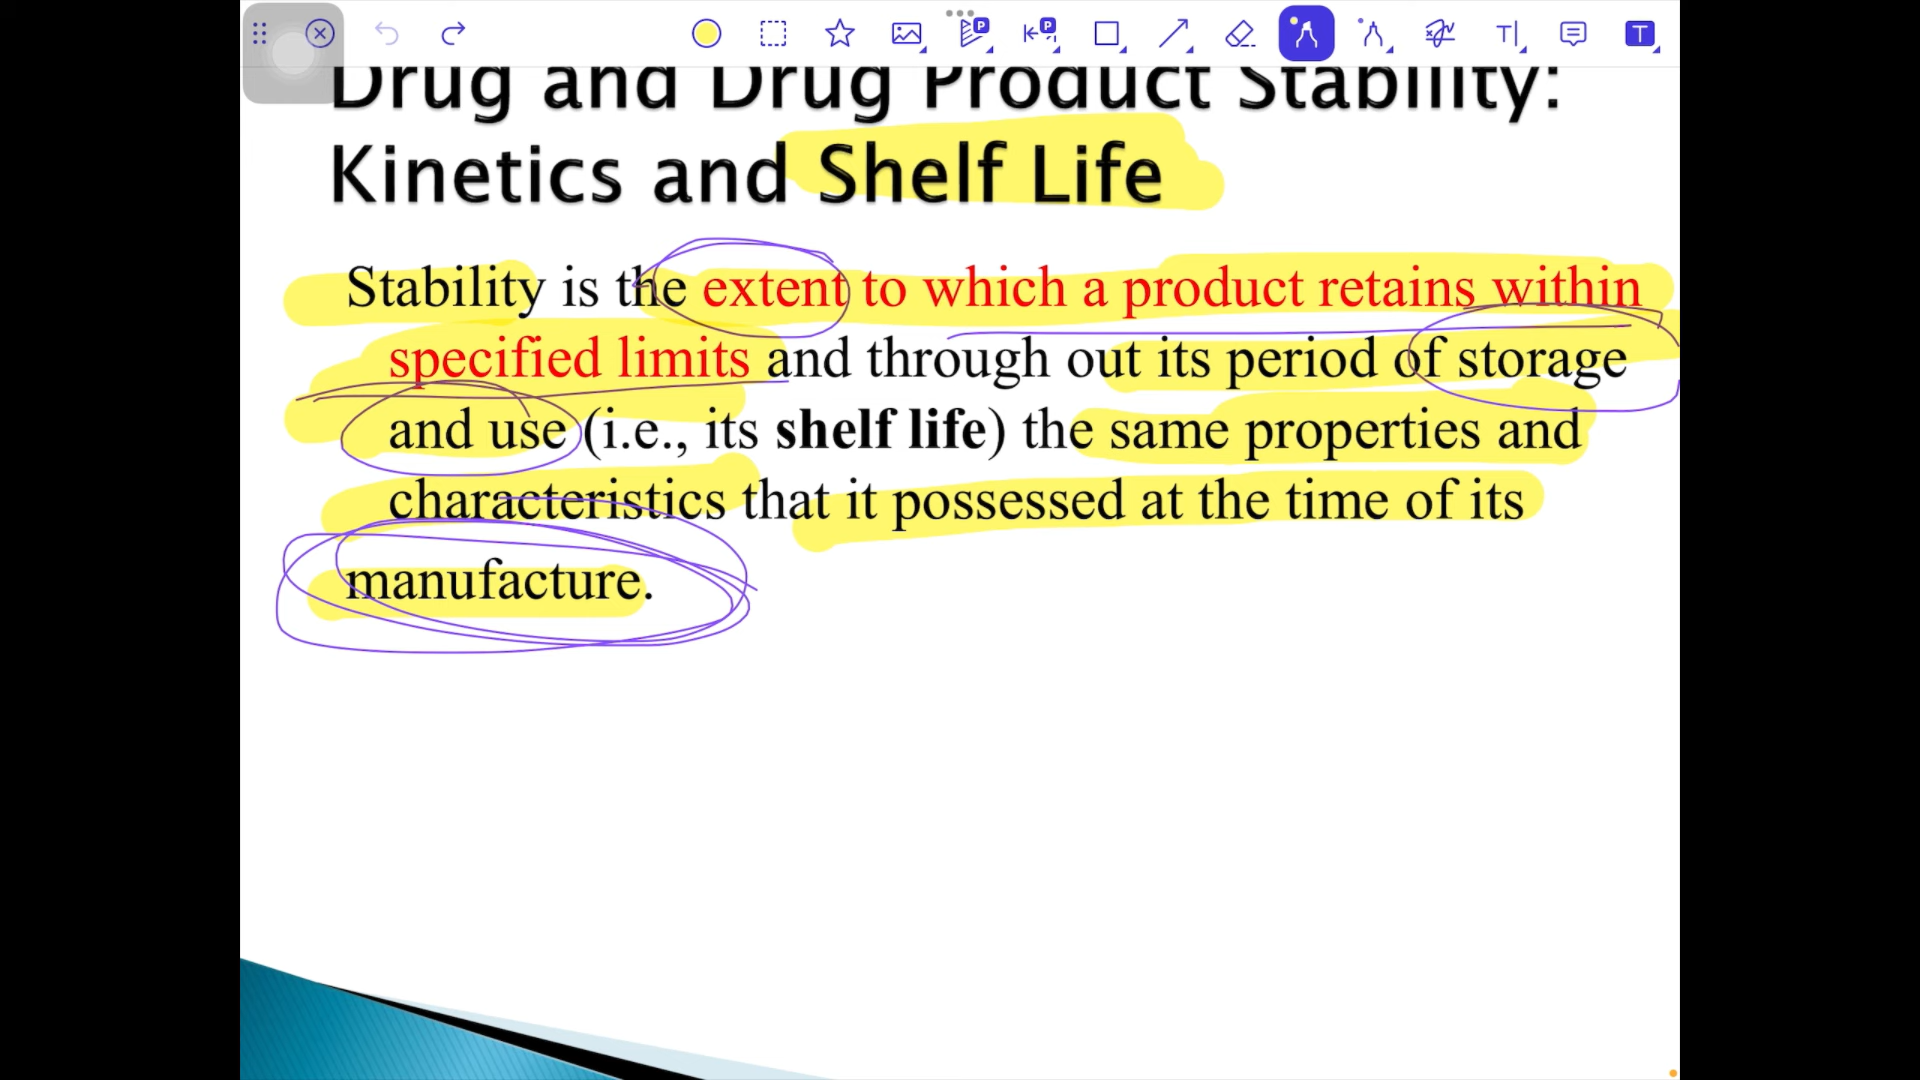 Drug and Drug Product Stability:
Kinetics and Shelf Life
Stability is the extent to which a product retains within
specified limits and through out its period of storage
and use (i.e., its shelf life) the same properties and
characteristics that it possessed at the time of its
manufacture.